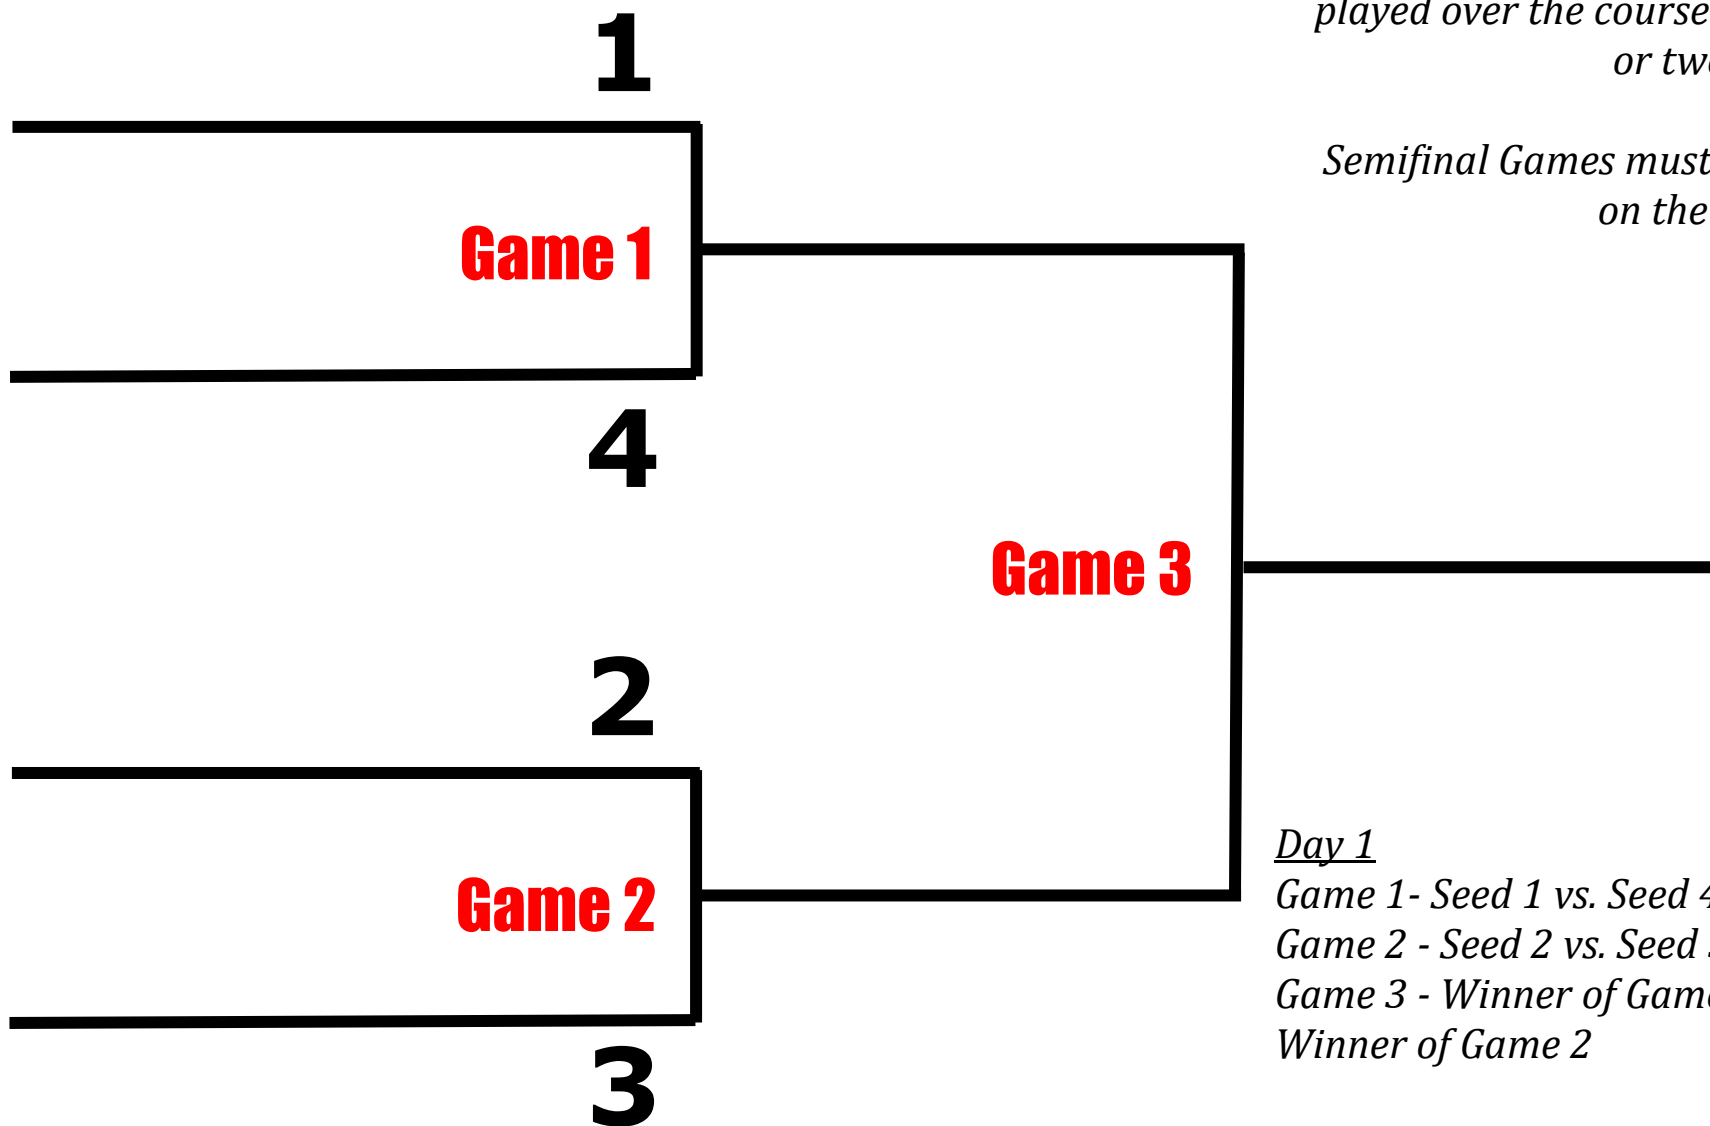 1
played over the course
or
Semifinal Games must
on the
Game 1
4
Game 3
2
Day 1
Game 1- Seed 1 vs. Seed 4
Game 2
Game 2 - Seed 2 vs. Seed
Game 3 - Winner of
Winner of Game 2
3